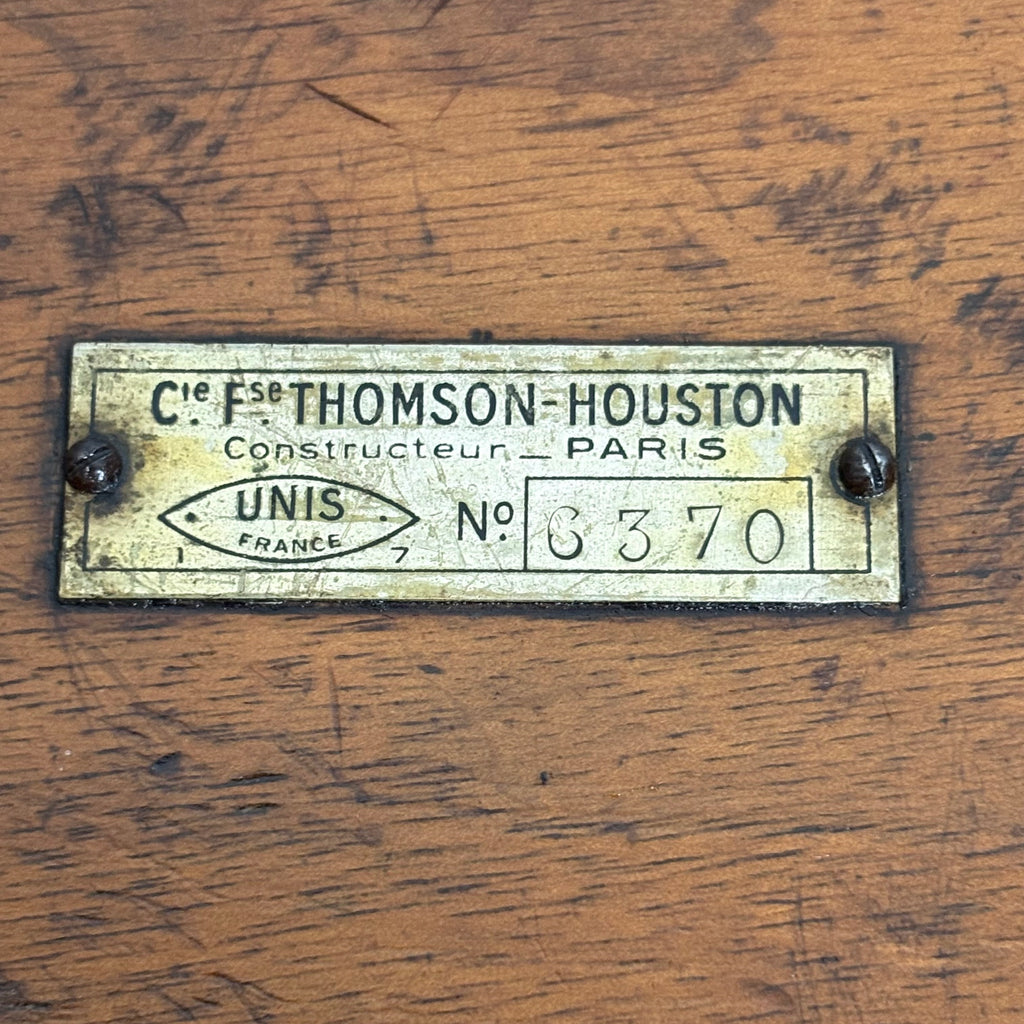 Cie. Fse. THOMSON-HOUSTON
Constructeur _ PARIS
UNIS
FRANCE
1 7
No. 6370